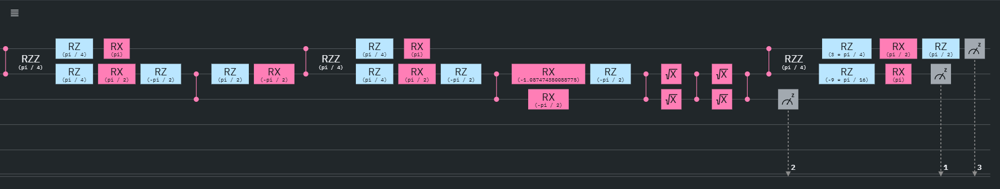 RZ RX RZ RX RZ RX RZ
(pi / 4) (pi) (pi / 4) (pi) (3 * pi / 4) (pi / 2) (pi / 2) z
RZZ RZZ RZZ
(pi / 4) (pi / 4) (pi / 4)
RZ RX RZ RZ RX RZ RX RZ RX RZ √X √X RZ RX
(pi / 4) (pi / 2) (-pi / 2) (pi / 2) (-pi / 2) (pi / 4) (pi / 2) (-pi / 2) (-1.087474380088775) (-pi / 2) (-9 * pi / 16) (pi) z
RX √X √X
(-pi / 2) z
2 1 3